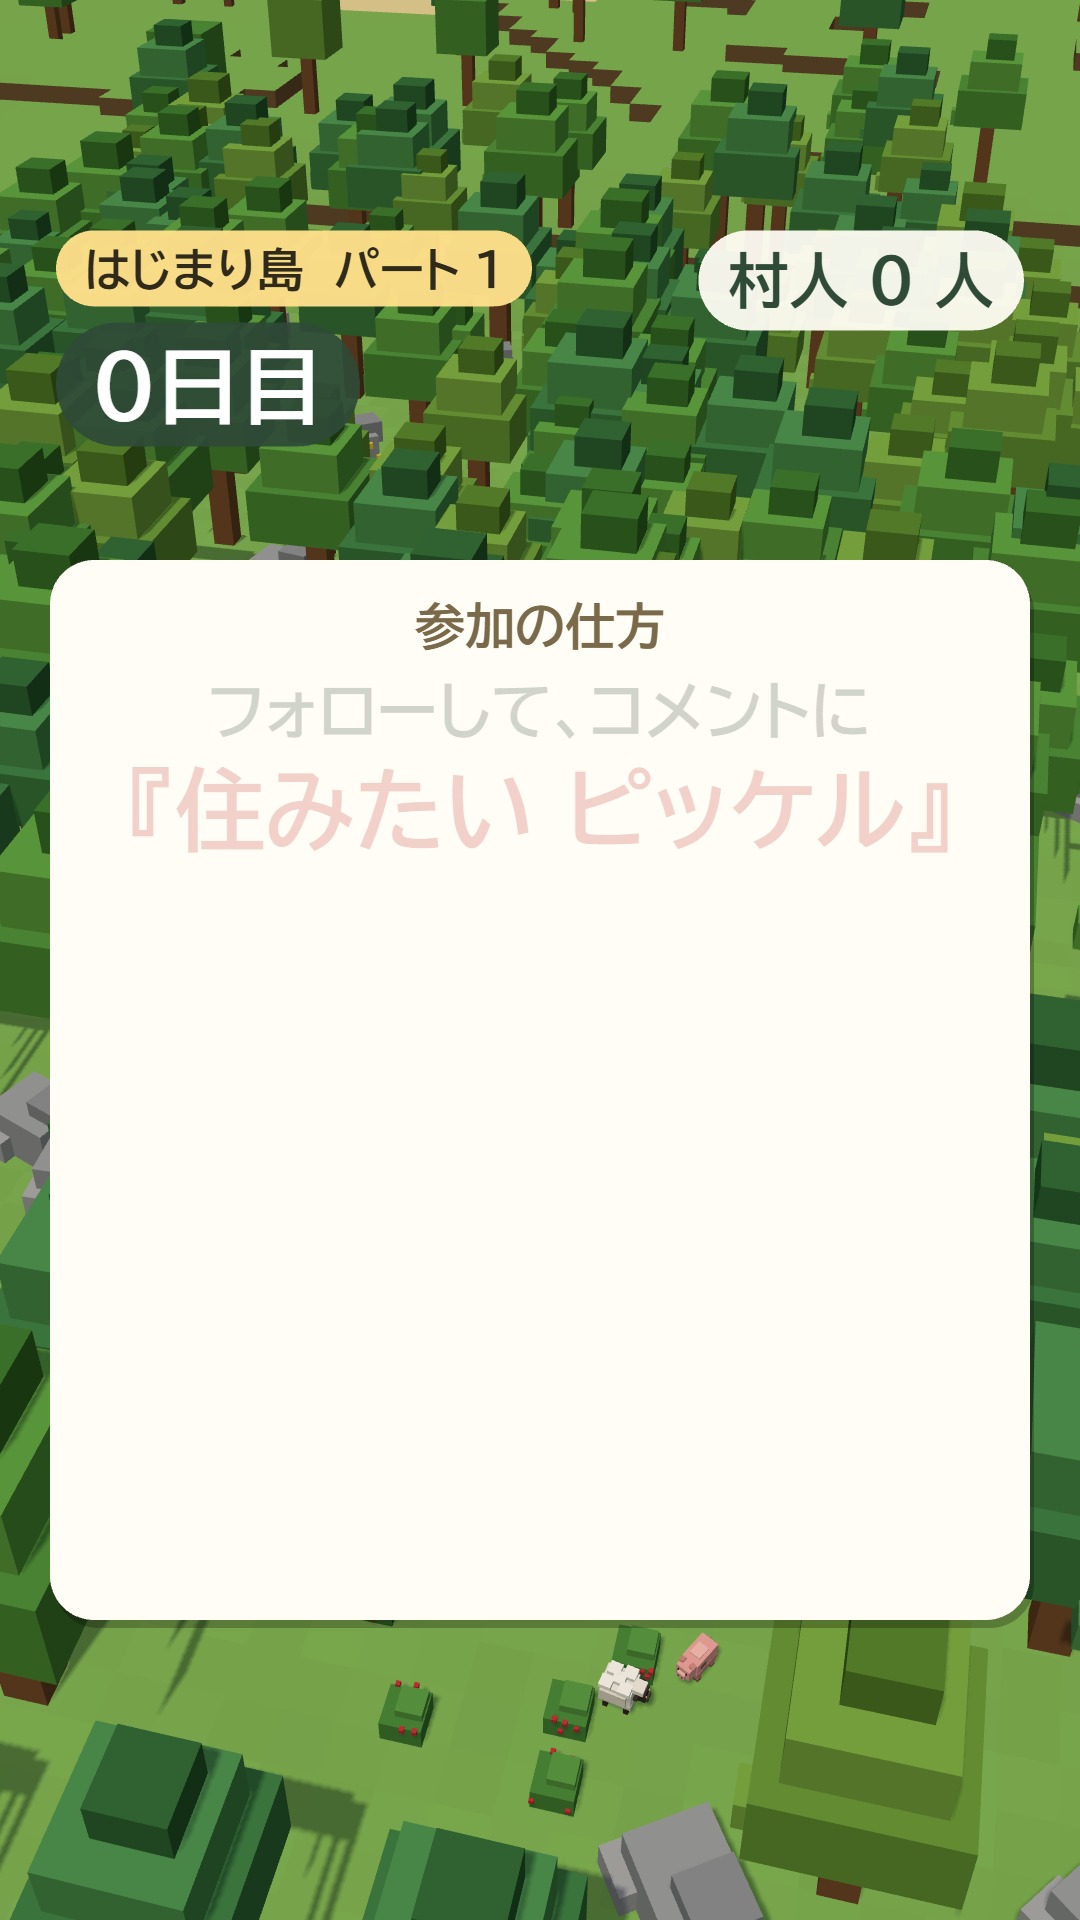 はじまり島 パート 1
村人 0 人
0日目
参加の仕方
フォローして、コメントに
『住みたい ピッケル』